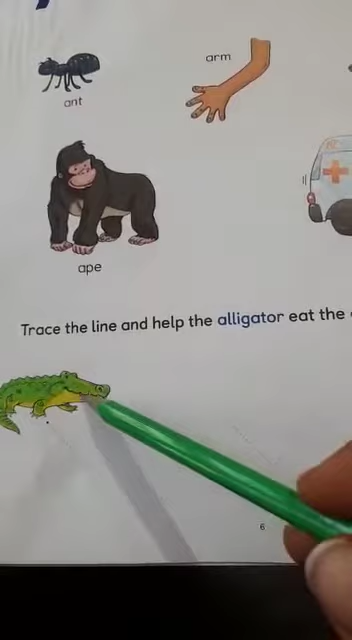 arm
ant
ape
Trace the line and help the alligator eat the
6